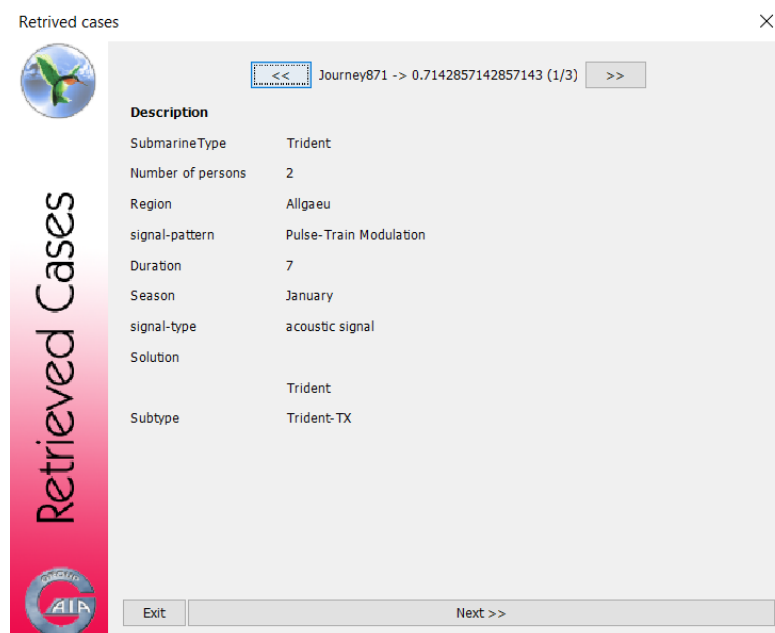 Retrived cases
<< Journey871 -> 0.7142857142857143 (1/3) >>
Description
SubmarineType Trident
Number of persons 2
Region Allgaeu
signal-pattern Pulse-Train Modulation
Duration 7
Season January
signal-type acoustic signal
Solution
Trident
Subtype Trident-TX
Retrieved Cases
GROUP
GAIA
Exit Next >>